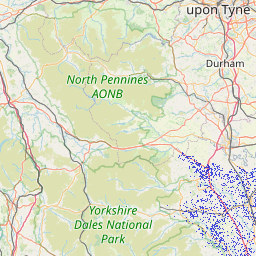 upon Tyne
Durham
North Pennines
AONB
Yorkshire
Dales National
Park